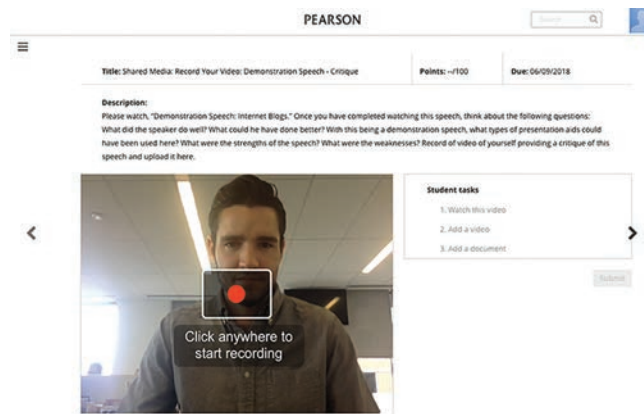 PEARSON
Search
Title: Shared Media: Record Your Video: Demonstration Speech - Critique
Points: --/100
Due: 06/09/2018
Description:
Please watch, "Demonstration Speech: Internet Blogs." Once you have completed watching this speech, think about the following questions:
What did the speaker do well? What could he have done better? With this being a demonstration speech, what types of presentation aids could
have been used here? What were the strengths of the speech? What were the weaknesses? Record of video of yourself providing a critique of this
speech and upload it here.
Student tasks
1. Watch this video
2. Add a video
3. Add a document
Submit
Click anywhere to
start recording